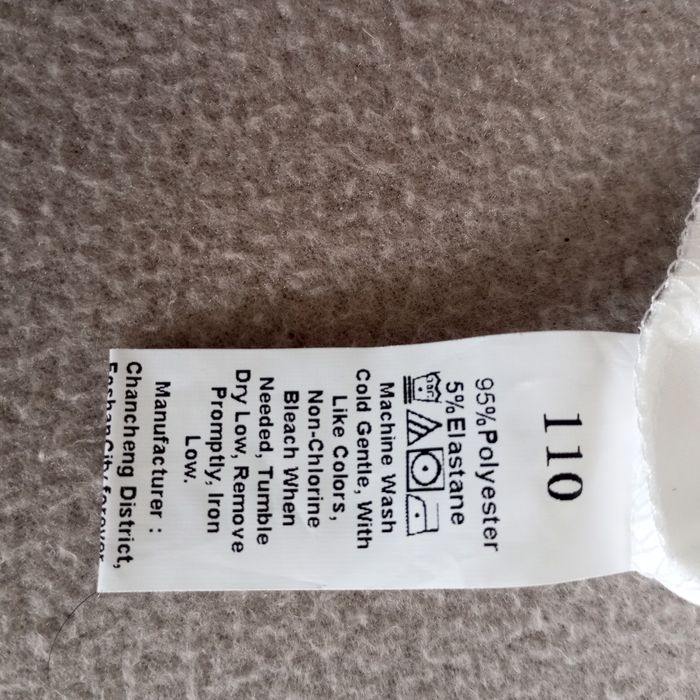 110
95%Polyester
5%Elastane
Machine Wash
Cold Gentle, With
Like Colors,
Non-Chlorine
Bleach When
Needed, Tumble
Dry Low, Remove
Promptly, Iron
Low.
Manufacturer :
Chancheng District,